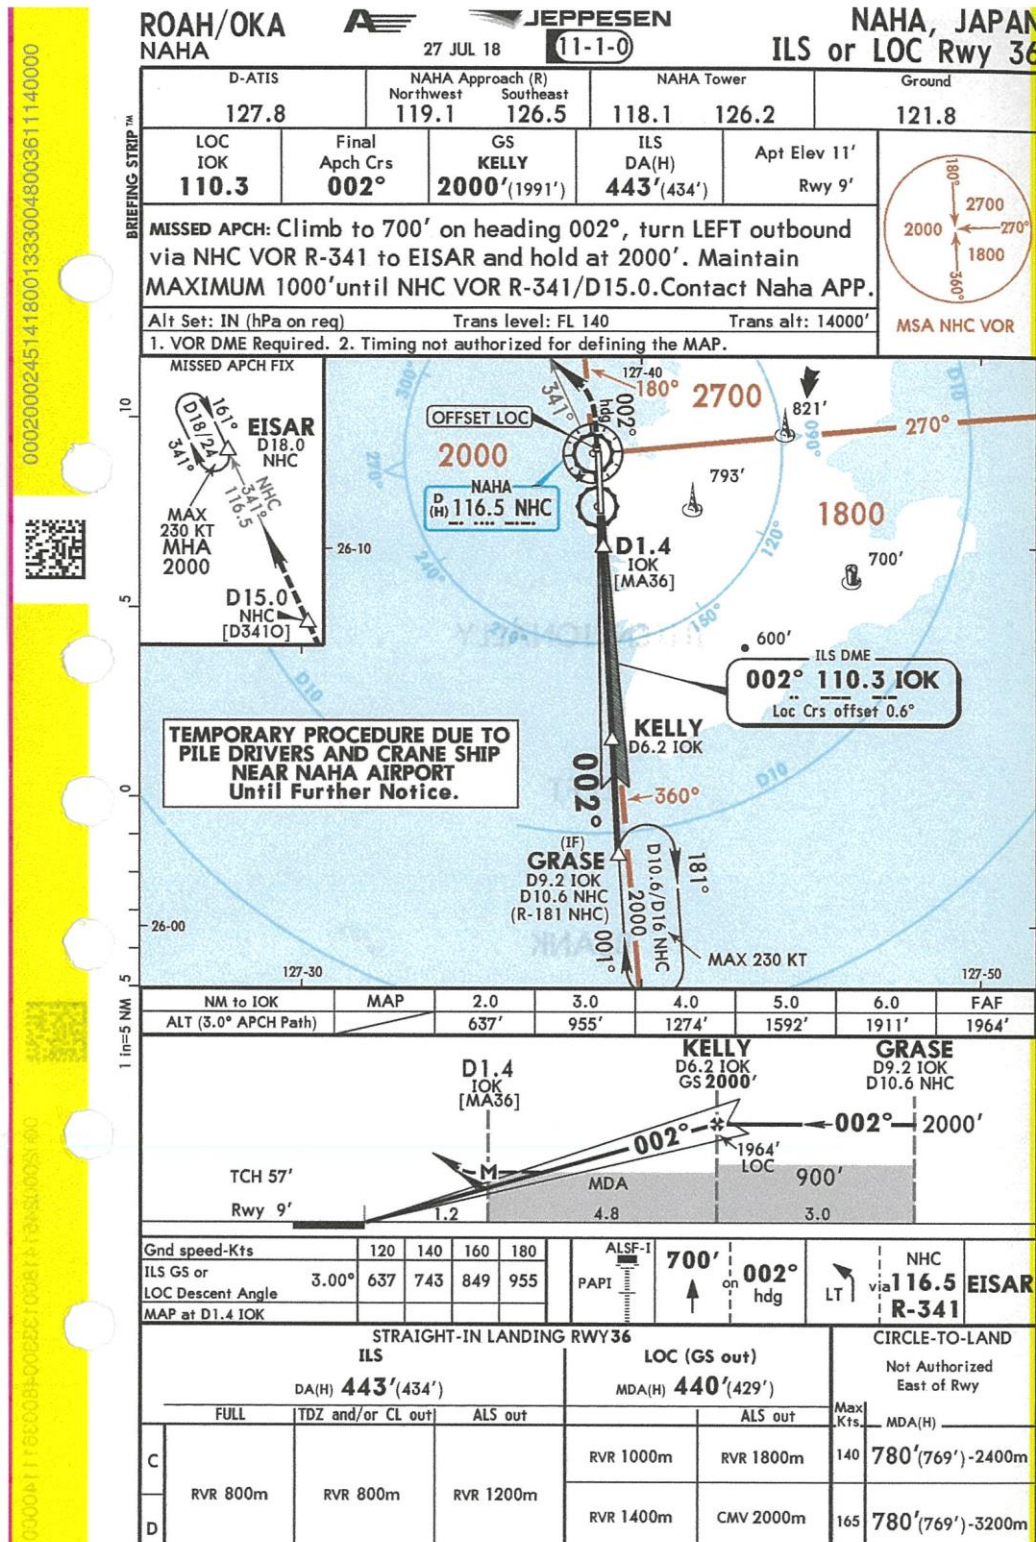 ROAH/OKA
NAHA
JEPPESEN
27 JUL 18
11-1-0
NAHA, JAPAN
ILS or LOC Rwy 36
BRIEFING STRIP™
D-ATIS
127.8
NAHA Approach (R)
Northwest Southeast
119.1 126.5
NAHA Tower
118.1 126.2
Ground
121.8
LOC
IOK
110.3
Final
Apch Crs
002°
GS
KELLY
2000'(1991')
ILS
DA(H)
443'(434')
Apt Elev 11'
Rwy 9'
180°
2700
270°
2000
1800
360°
MSA NHC VOR
MISSED APCH: Climb to 700' on heading 002°, turn LEFT outbound
via NHC VOR R-341 to EISAR and hold at 2000'. Maintain
MAXIMUM 1000'until NHC VOR R-341/D15.0.Contact Naha APP.
Alt Set: IN (hPa on req) Trans level: FL 140 Trans alt: 14000'
1. VOR DME Required. 2. Timing not authorized for defining the MAP.
MISSED APCH FIX
161°
D18/24
341°
EISAR
D18.0
NHC
NHC
341°
116.5
MAX
230 KT
MHA
2000
D15.0
NHC
[D341O]
10
5
0
5
1 in=5 NM
26-10
26-00
127-30
127-40
127-50
300°
270°
240°
210°
150°
120°
060°
D10
D10
D10
341°
002°
hdg
180°
2700
821'
270°
OFFSET LOC
2000
NAHA
D
(H) 116.5 NHC
793'
1800
D1.4
IOK
[MA36]
700'
600'
ILS DME
002° 110.3 IOK
Loc Crs offset 0.6°
KELLY
D6.2 IOK
TEMPORARY PROCEDURE DUE TO
PILE DRIVERS AND CRANE SHIP
NEAR NAHA AIRPORT
Until Further Notice.
002°
360°
(IF)
GRASE
D9.2 IOK
D10.6 NHC
(R-181 NHC)
001°
2000
D10.6/D16 NHC
181°
MAX 230 KT
NM to IOK MAP 2.0 3.0 4.0 5.0 6.0 FAF
ALT (3.0° APCH Path) 637' 955' 1274' 1592' 1911' 1964'
D1.4
IOK
[MA36]
KELLY
D6.2 IOK
GS 2000'
GRASE
D9.2 IOK
D10.6 NHC
002°
002°
2000'
M
1964'
LOC
TCH 57'
MDA
900'
Rwy 9'
1.2 4.8 3.0
Gnd speed-Kts 120 140 160 180
ILS GS or
LOC Descent Angle 3.00° 637 743 849 955
MAP at D1.4 IOK
ALSF-I
PAPI
700'
on
002°
hdg
LT
via
NHC
116.5
R-341
EISAR
STRAIGHT-IN LANDING RWY36
ILS
DA(H) 443'(434')
FULL
TDZ and/or CL out
ALS out
LOC (GS out)
MDA(H) 440'(429')
ALS out
CIRCLE-TO-LAND
Not Authorized
East of Rwy
Max
Kts
MDA(H)
C
RVR 1000m
RVR 1800m
140
780'(769')-2400m
RVR 800m
RVR 800m
RVR 1200m
D
RVR 1400m
CMV 2000m
165
780'(769')-3200m